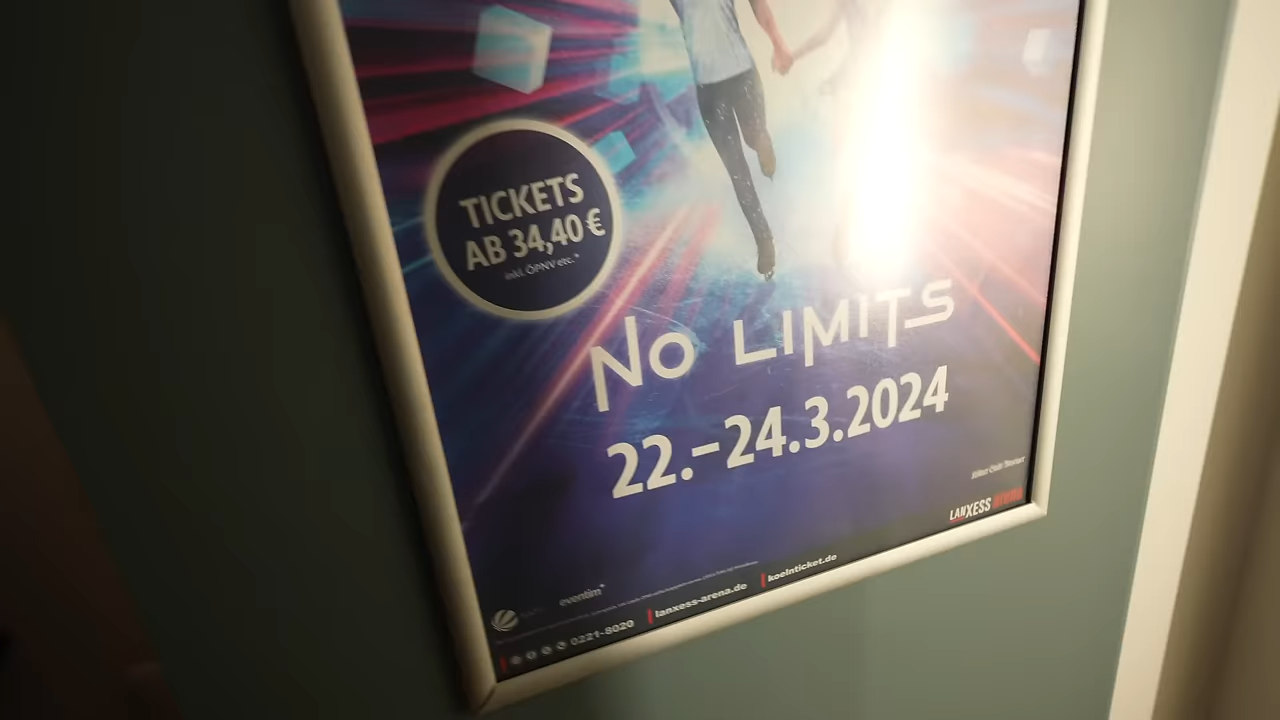 TICKETS
AB 34,40 €
inkl. ÖPNV etc.*
NO LIMITS
22.–24.3.2024
LANXESS arena
eventim*
0221-8020 lanxess-arena.de koelnticket.de